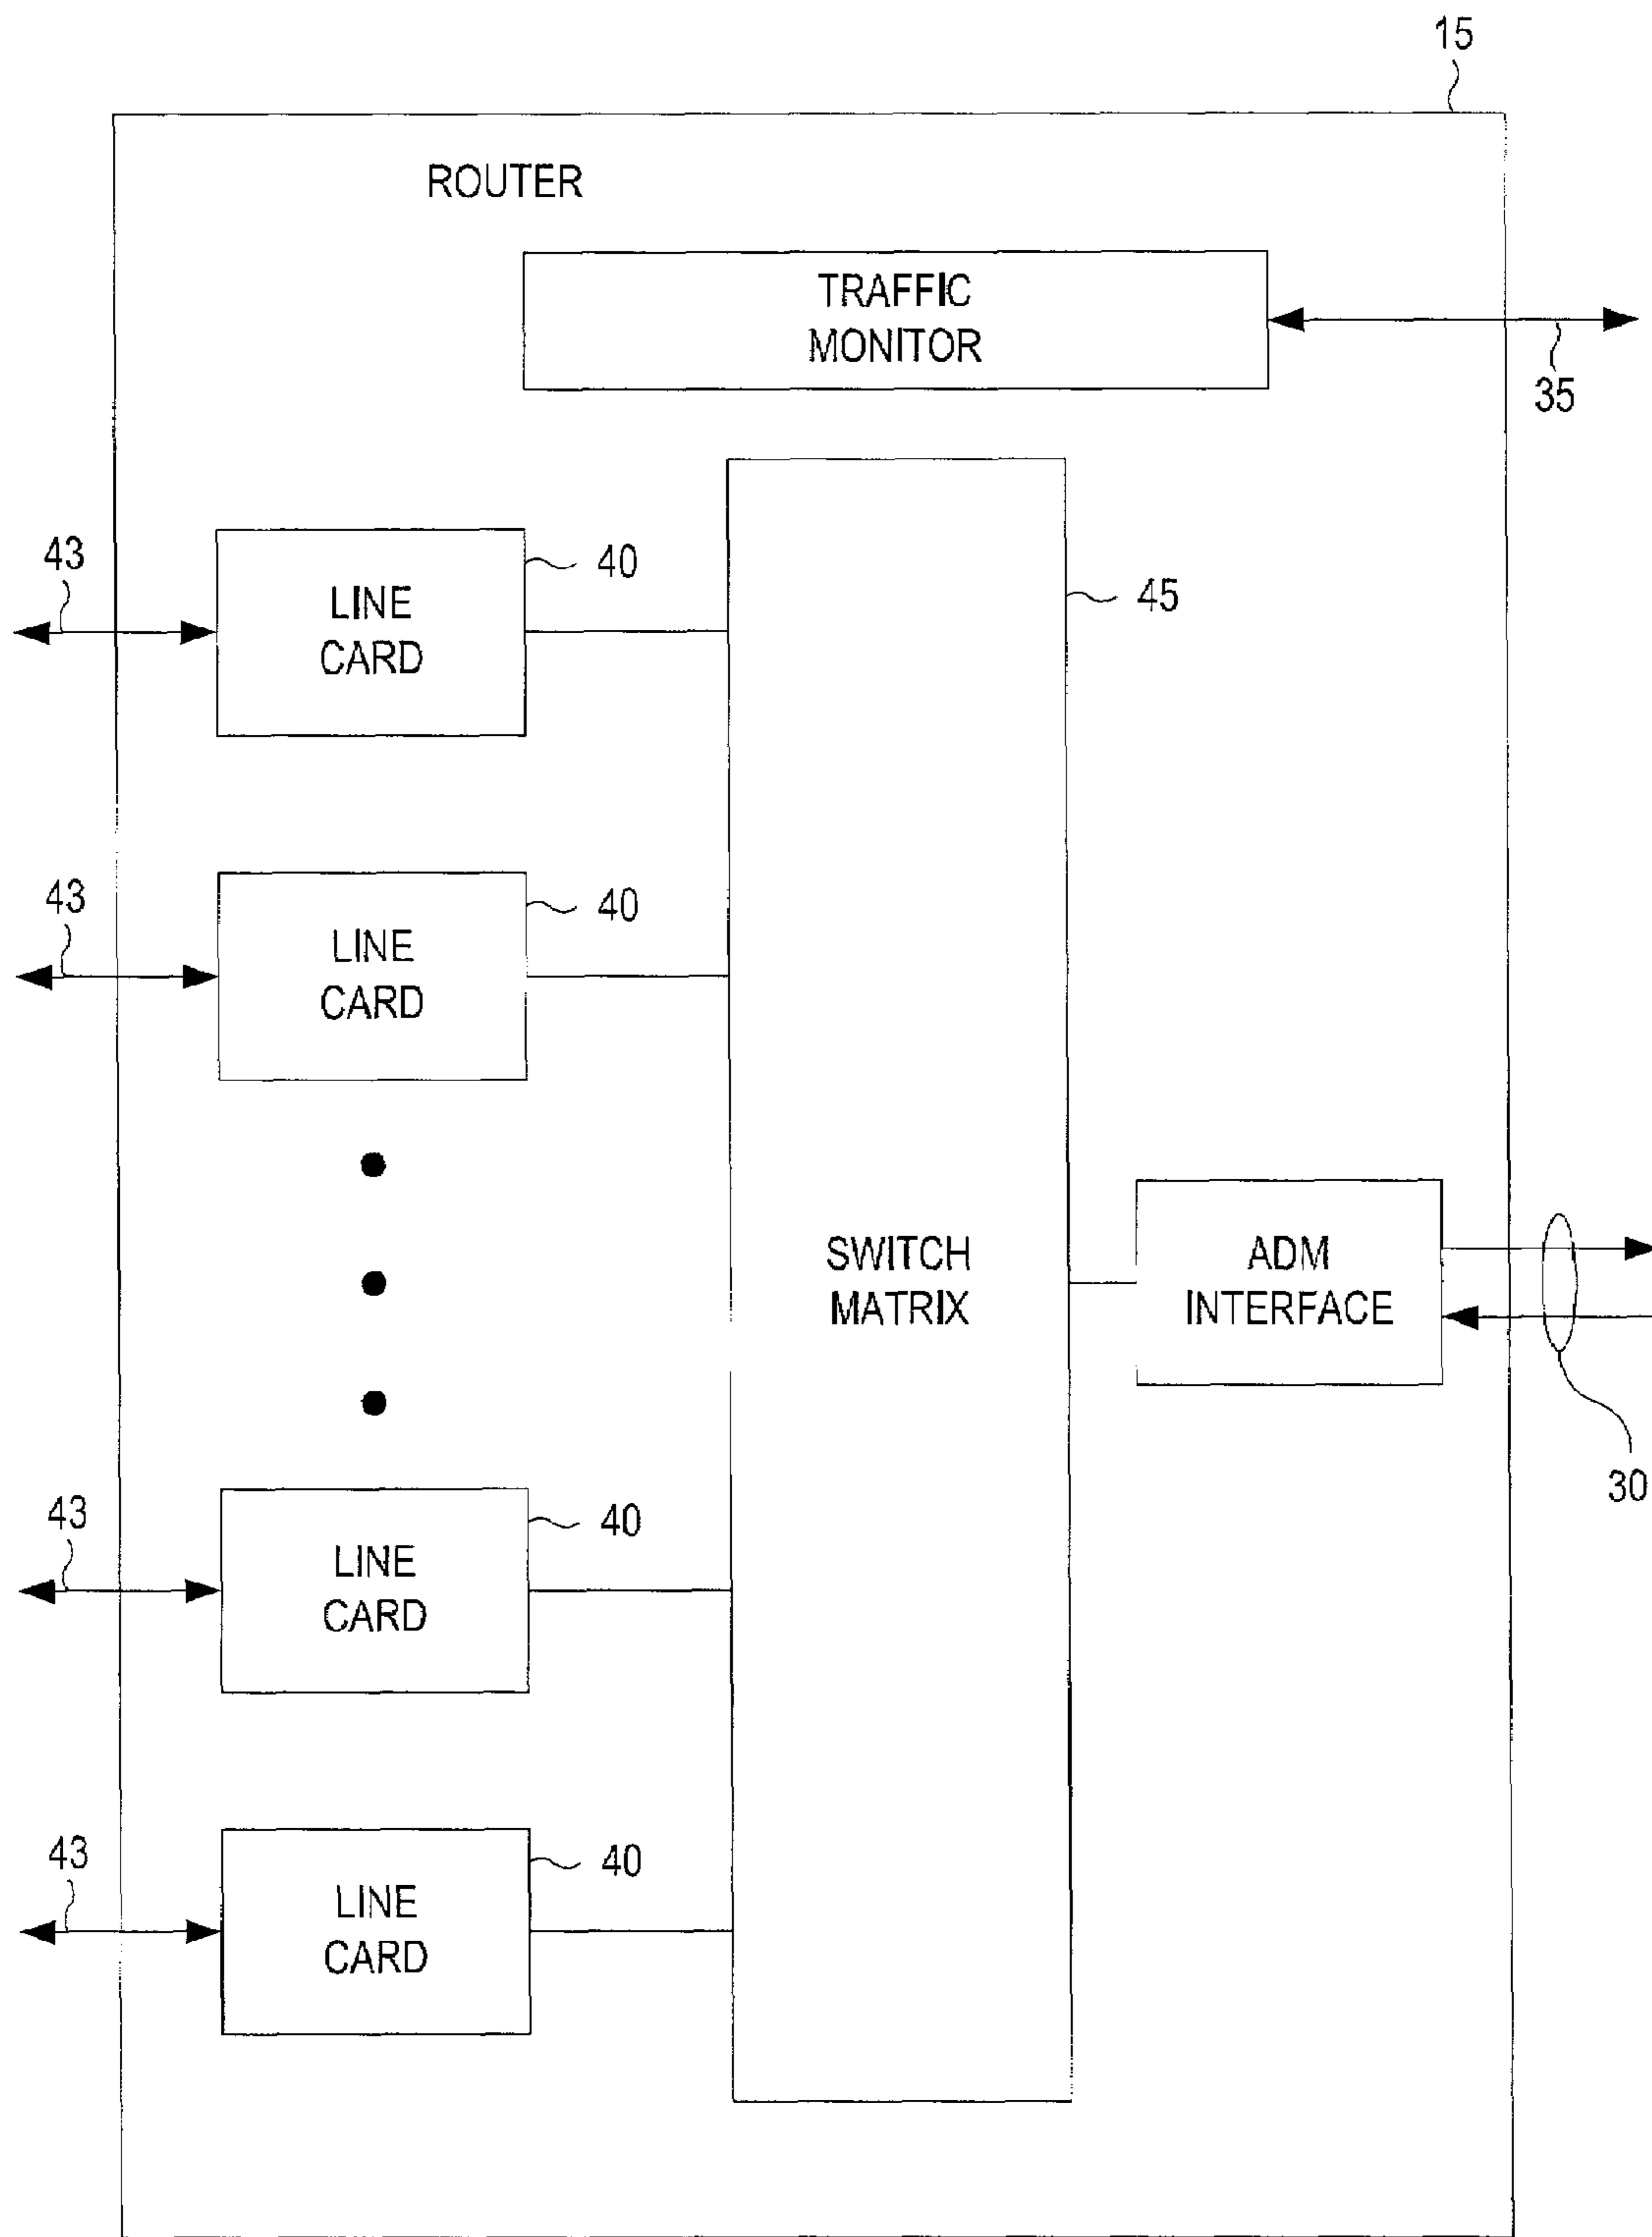 15
ROUTER
TRAFFIC
MONITOR
35
43
40
LINE
CARD
45
43
40
LINE
CARD
SWITCH
MATRIX
ADM
INTERFACE
30
43
40
LINE
CARD
43
40
LINE
CARD